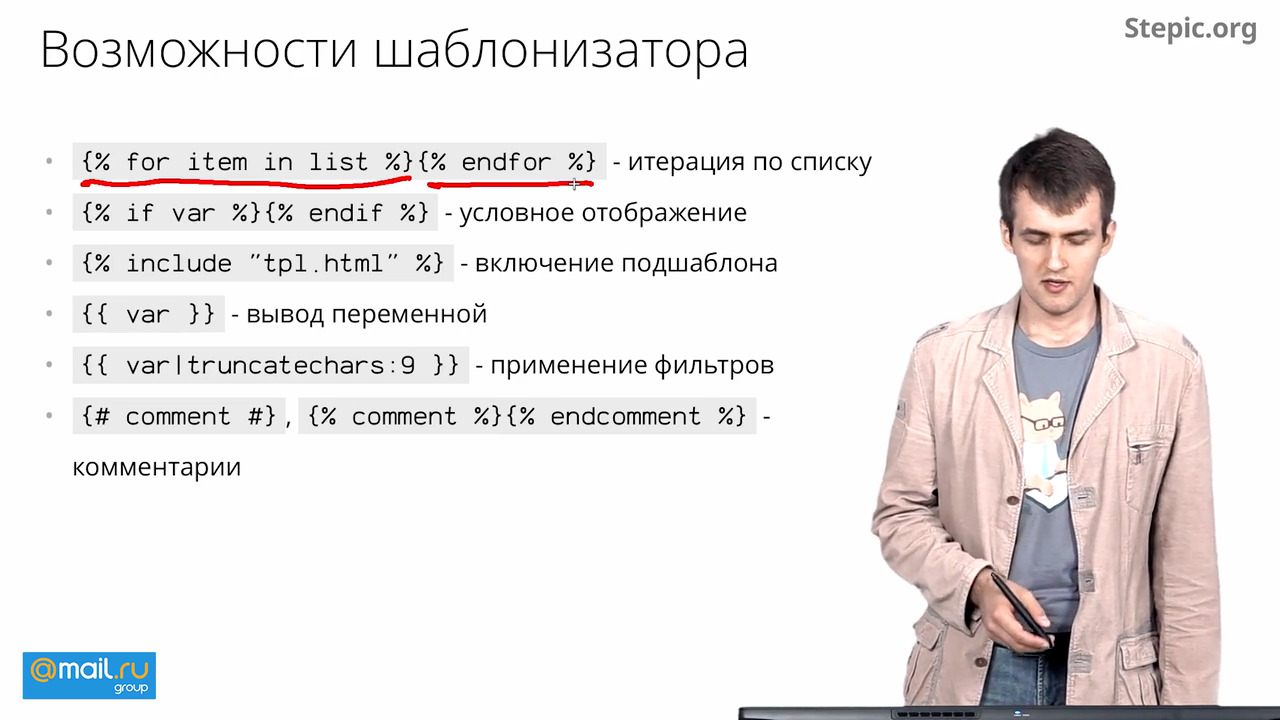 Stepic.org
Возможности шаблонизатора
{% for item in list %}{% endfor %} - итерация по списку
{% if var %}{% endif %} - условное отображение
{% include "tpl.html" %} - включение подшаблона
{{ var }} - вывод переменной
{{ var|truncatechars:9 }} - применение фильтров
{# comment #}, {% comment %}{% endcomment %} -
комментарии
@mail.ru
group